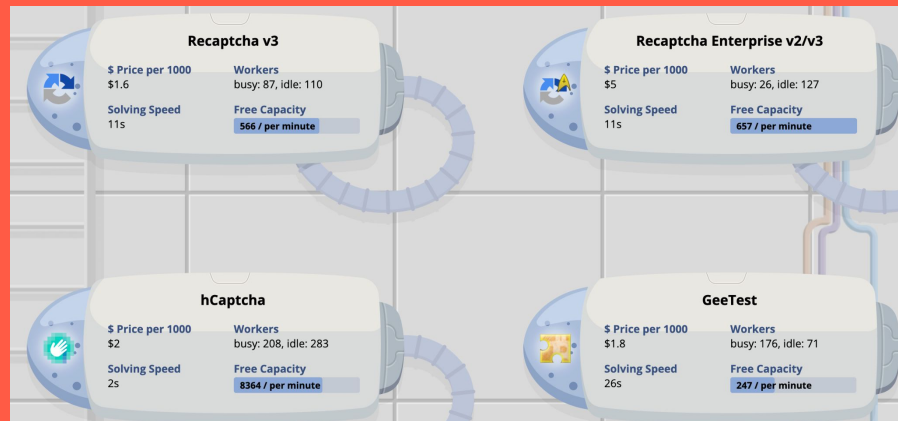 Recaptcha v3
$ Price per 1000
Workers
$1.6
busy: 87, idle: 110
Solving Speed
Free Capacity
11s
566 / per minute
Recaptcha Enterprise v2/v3
$ Price per 1000
Workers
$5
busy: 26, idle: 127
Solving Speed
Free Capacity
11s
657 / per minute
hCaptcha
$ Price per 1000
Workers
$2
busy: 208, idle: 283
Solving Speed
Free Capacity
2s
8364 / per minute
GeeTest
$ Price per 1000
Workers
$1.8
busy: 176, idle: 71
Solving Speed
Free Capacity
26s
247 / per minute